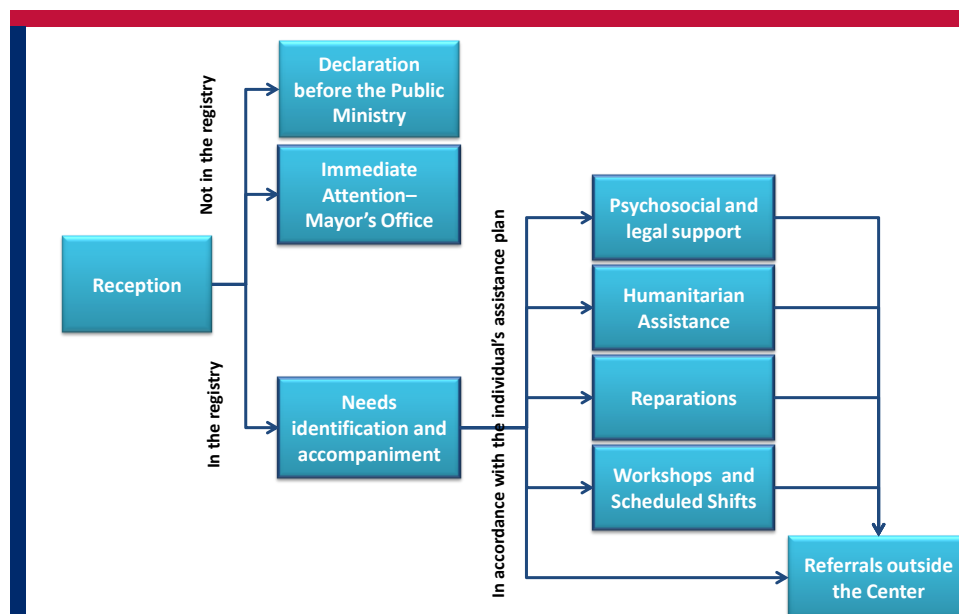 Declaration
before the Public
Ministry
Not in the registry
Immediate
Attention–
Mayor's Office
Reception
In the registry
Needs
identification and
accompaniment
In accordance with the individual's assistance plan
Psychosocial and
legal support
Humanitarian
Assistance
Reparations
Workshops and
Scheduled Shifts
Referrals outside
the Center